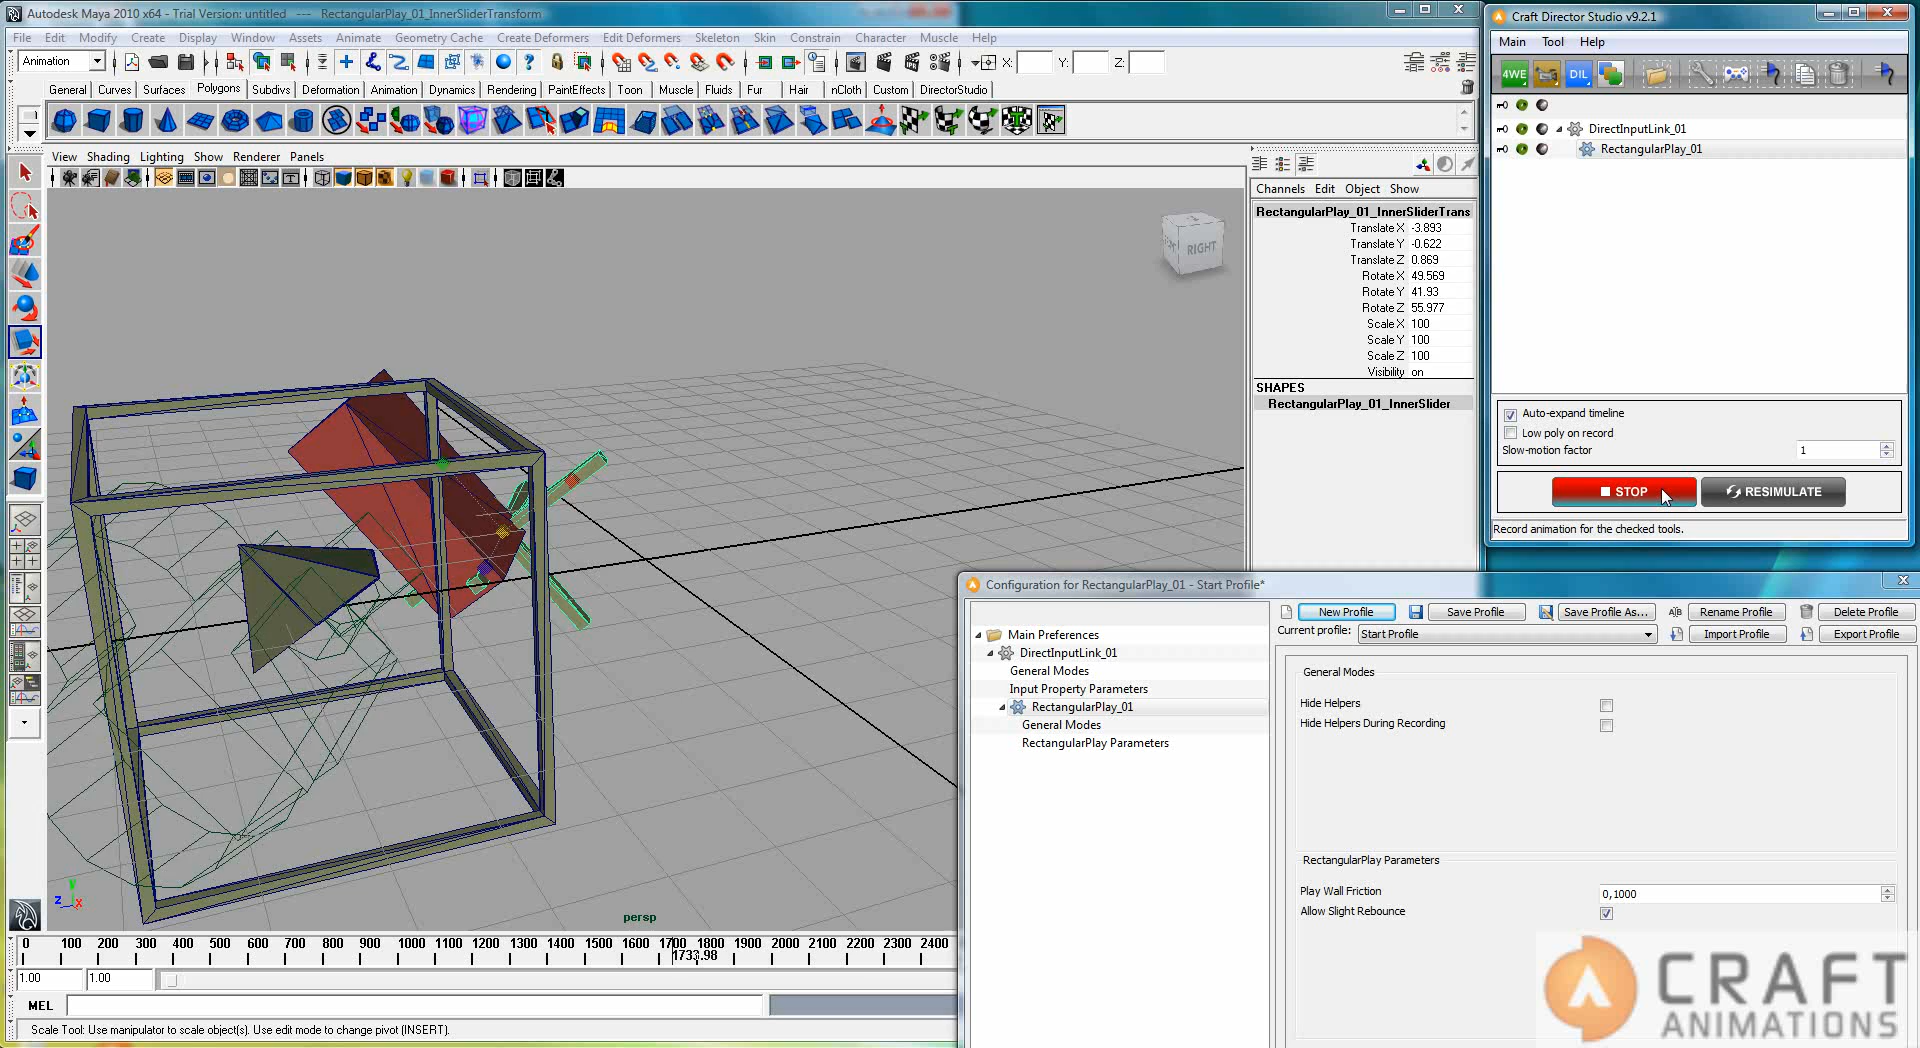 Autodesk Maya 2010 x64 - Trial Version: untitled --- RectangularPlay_01_InnerSliderTransform
File Edit Modify Create Display Window Assets Animate Geometry Cache Create Deformers Edit Deformers Skeleton Skin Constrain Character Muscle Help
Animation X: Y: Z:
General Curves Surfaces Polygons Subdivs Deformation Animation Dynamics Rendering PaintEffects Toon Muscle Fluids Fur Hair nCloth Custom DirectorStudio
View Shading Lighting Show Renderer Panels
RIGHT
persp
Channels Edit Object Show
RectangularPlay_01_InnerSliderTrans
Translate X -3.893
Translate Y -0.622
Translate Z 0.869
Rotate X 49.569
Rotate Y 41.93
Rotate Z 55.977
Scale X 100
Scale Y 100
Scale Z 100
Visibility on
SHAPES
RectangularPlay_01_InnerSlider
0 100 200 300 400 500 600 700 800 900 1000 1100 1200 1300 1400 1500 1600 1700 1800 1900 2000 2100 2200 2300 2400
1733.98
1.00 1.00
MEL
Scale Tool: Use manipulator to scale object(s). Use edit mode to change pivot (INSERT).
Craft Director Studio v9.2.1
Main Tool Help
4WE DIL
DirectInputLink_01
RectangularPlay_01
Auto-expand timeline
Low poly on record
Slow-motion factor 1
STOP RESIMULATE
Record animation for the checked tools.
Configuration for RectangularPlay_01 - Start Profile*
New Profile Save Profile Save Profile As... Rename Profile Delete Profile
Current profile: Start Profile Import Profile Export Profile
Main Preferences
DirectInputLink_01
General Modes
Input Property Parameters
RectangularPlay_01
General Modes
RectangularPlay Parameters
General Modes
Hide Helpers
Hide Helpers During Recording
RectangularPlay Parameters
Play Wall Friction 0,1000
Allow Slight Rebounce
CRAFT
ANIMATIONS